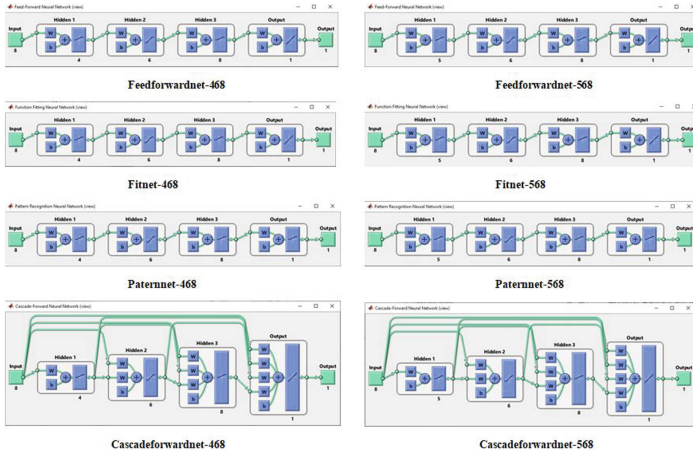 Feed-Forward Neural Network (view)
Input
Hidden 1
Hidden 2
Hidden 3
Output
Output
W
b
W
b
W
b
W
b
8
4
6
8
1
1
Feedforwardnet-468
Feed-Forward Neural Network (view)
Input
Hidden 1
Hidden 2
Hidden 3
Output
Output
W
b
W
b
W
b
W
b
8
5
6
8
1
1
Feedforwardnet-568
Function Fitting Neural Network (view)
Input
Hidden 1
Hidden 2
Hidden 3
Output
Output
W
b
W
b
W
b
W
b
8
4
6
8
1
1
Fitnet-468
Function Fitting Neural Network (view)
Input
Hidden 1
Hidden 2
Hidden 3
Output
Output
W
b
W
b
W
b
W
b
8
5
6
8
1
1
Fitnet-568
Pattern Recognition Neural Network (view)
Input
Hidden 1
Hidden 2
Hidden 3
Output
Output
W
b
W
b
W
b
W
b
8
4
6
8
1
1
Paternnet-468
Pattern Recognition Neural Network (view)
Input
Hidden 1
Hidden 2
Hidden 3
Output
Output
W
b
W
b
W
b
W
b
8
5
6
8
1
1
Paternnet-568
Cascade-Forward Neural Network (view)
Input
Hidden 1
Hidden 2
Hidden 3
Output
Output
W
b
W
W
b
W
W
W
b
W
W
W
W
b
8
4
6
8
1
1
Cascadeforwardnet-468
Cascade-Forward Neural Network (view)
Input
Hidden 1
Hidden 2
Hidden 3
Output
Output
W
b
W
W
b
W
W
W
b
W
W
W
W
b
8
5
6
8
1
1
Cascadeforwardnet-568